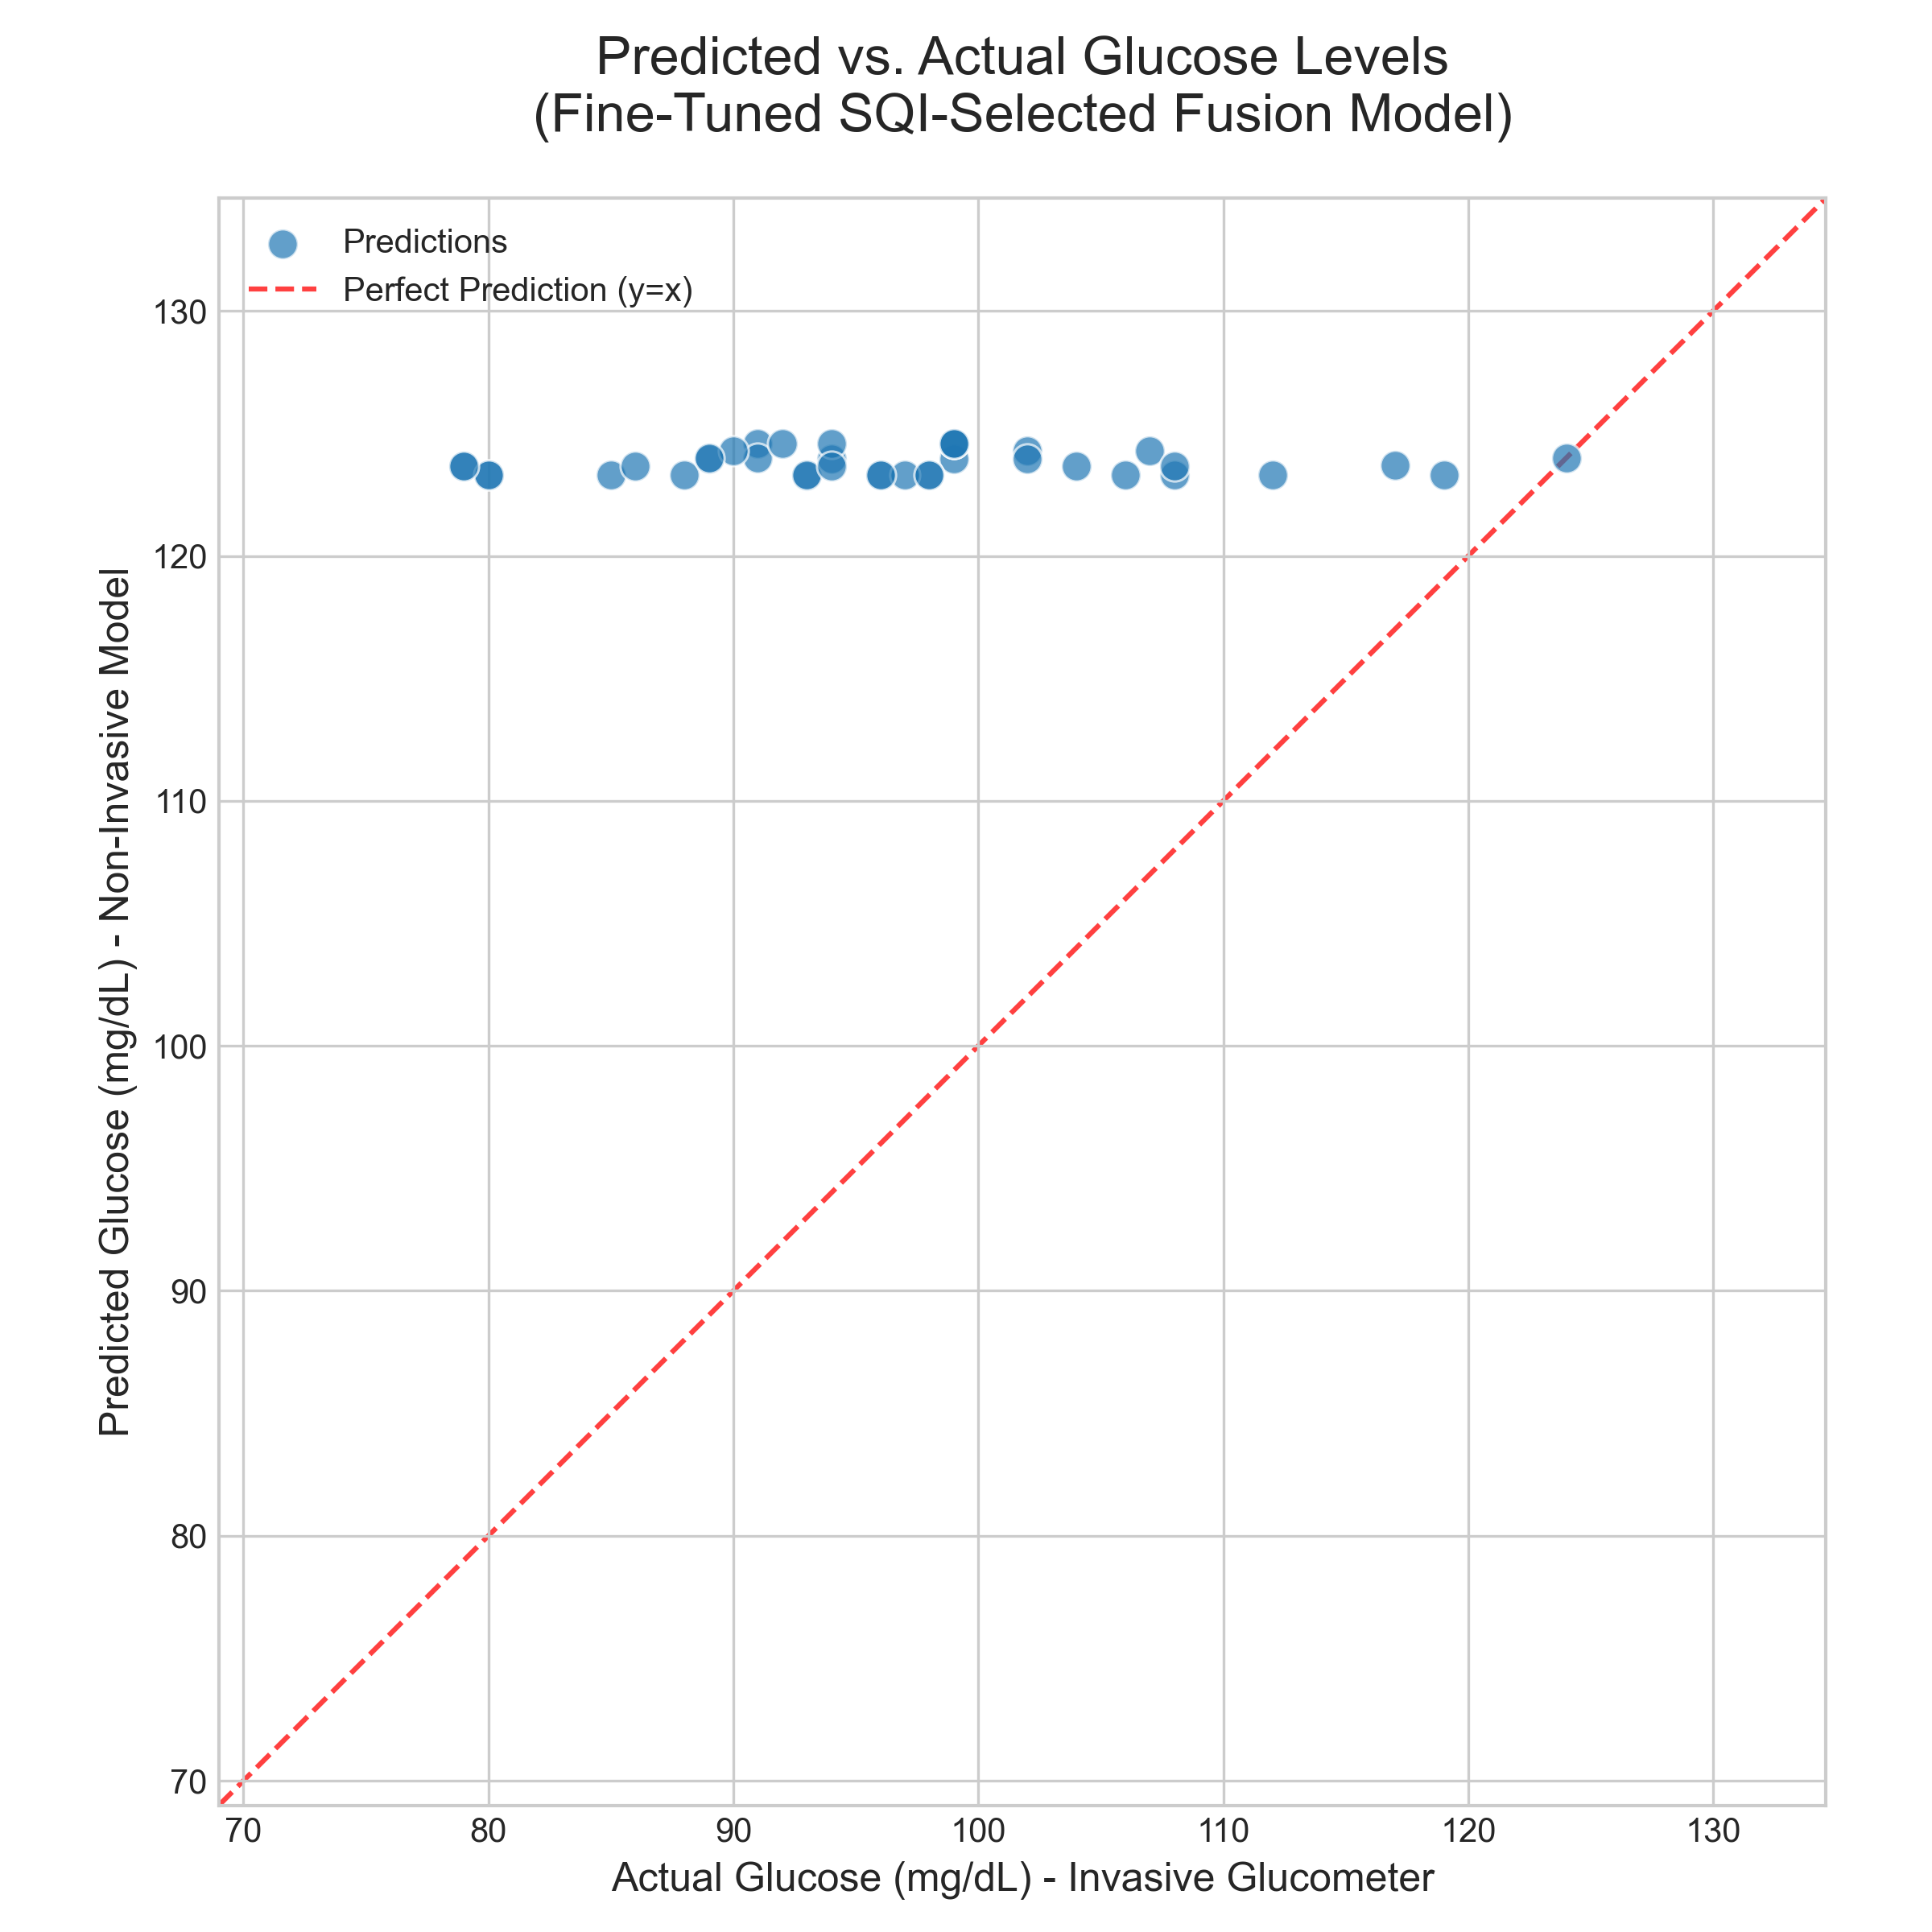 Predicted vs. Actual Glucose Levels
(Fine-Tuned SQI-Selected Fusion Model)
Predictions
Perfect Prediction (y=x)
130
120
110
100
90
80
70
Predicted Glucose (mg/dL) - Non-Invasive Model
70 80 90 100 110 120 130
Actual Glucose (mg/dL) - Invasive Glucometer